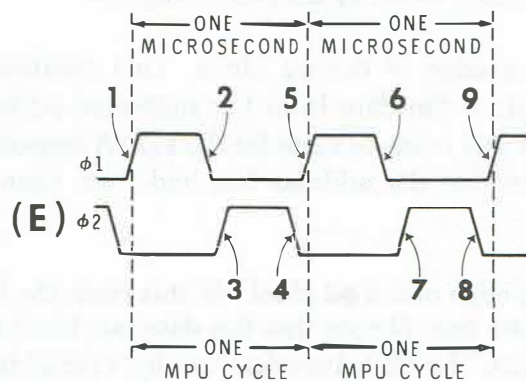 ONE MICROSECOND
ONE MICROSECOND
1 2 5 6 9
φ1
(E) φ2
3 4 7 8
ONE MPU CYCLE
ONE MPU CYCLE